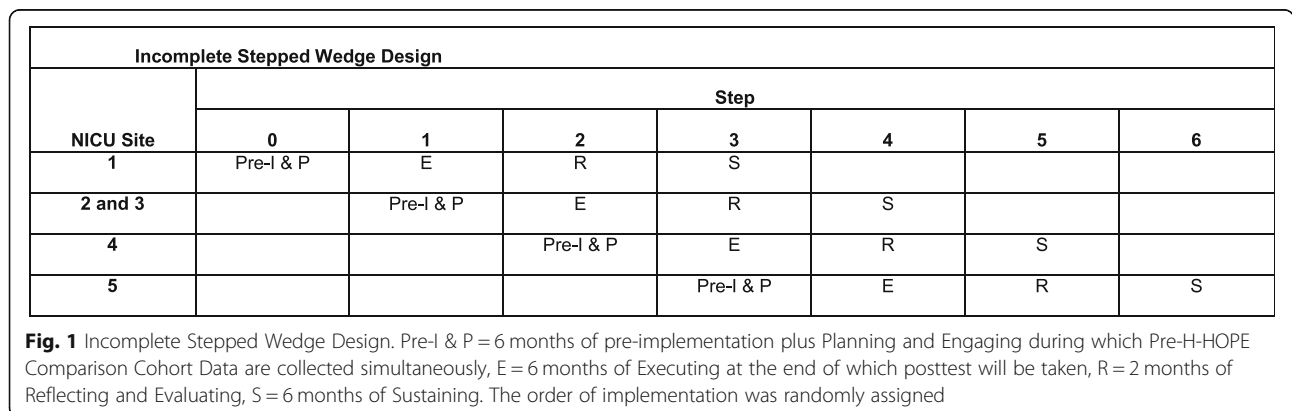 Incomplete Stepped Wedge Design
Step
NICU Site 0 1 2 3 4 5 6
1 Pre-I & P E R S
2 and 3 Pre-I & P E R S
4 Pre-I & P E R S
5 Pre-I & P E R S
Fig. 1 Incomplete Stepped Wedge Design. Pre-I & P = 6 months of pre-implementation plus Planning and Engaging during which Pre-H-HOPE
Comparison Cohort Data are collected simultaneously, E = 6 months of Executing at the end of which posttest will be taken, R = 2 months of
Reflecting and Evaluating, S = 6 months of Sustaining. The order of implementation was randomly assigned